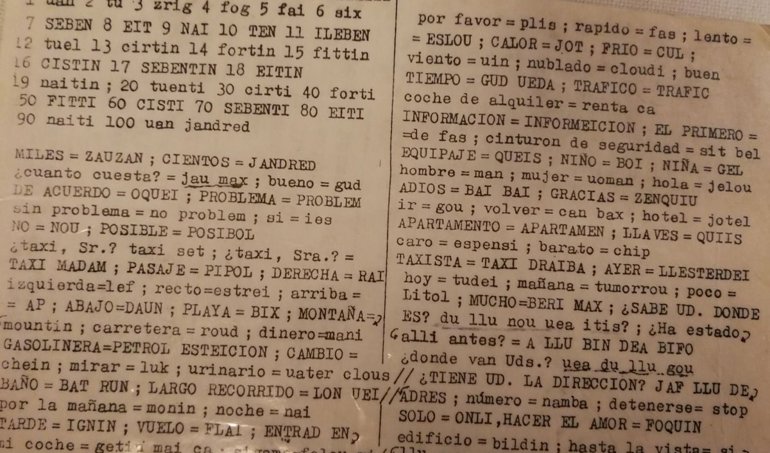 1 uan 2 tu 3 zrig 4 fog 5 fai 6 six
7 SEBEN 8 EIT 9 NAI 10 TEN 11 ILEBEN
12 tuel 13 cirtin 14 fortin 15 fittin
16 CISTIN 17 SEBENTIN 18 EITIN
19 naitin ; 20 tuenti 30 cirti 40 forti
50 FITTI 60 CISTI 70 SEBENTI 80 EITI
90 naiti 100 uan jandred
MILES = ZAUZAN ; CIENTOS = JANDRED
¿cuanto cuesta? = jau max ; bueno = gud
DE ACUERDO = OQUEI ; PROBLEMA = PROBLEM
sin problema = no problem ; si = ies
NO = NOU ; POSIBLE = POSIBOL
¿taxi, Sr.? taxi set ; ¿taxi, Sra.? =
TAXI MADAM ; PASAJE = PIPOL ; DERECHA = RAI
izquierda=lef ; recto=estrei ; arriba =
= AP ; ABAJO=DAUN ; PLAYA = BIX ; MONTAÑA=
mountin ; carretera = roud ; dinero=mani
GASOLINERA=PETROL ESTEICION ; CAMBIO =
chein ; mirar = luk ; urinario = uater clous
BAÑO = BAT RUN ; LARGO RECORRIDO = LON UEI
por la mañana = monin ; noche = nai
TARDE = IGNIN ; VUELO = FLAI ; ENTRAD EN
mi coche = getin mai ca ;
por favor = plis ; rapido = fas ; lento =
= ESLOU ; CALOR = JOT ; FRIO = CUL ;
viento = uin ; nublado = cloudi ; buen
TIEMPO = GUD UEDA ; TRAFICO = TRAFIC
coche de alquiler = renta ca
INFORMACION = INFORMEICION ; EL PRIMERO =
=de fas ; cinturon de seguridad = sit bel
EQUIPAJE = QUEIS ; NIÑO = BOI ; NIÑA = GEL
hombre = man ; mujer = uoman ; hola = jelou
ADIOS = BAI BAI ; GRACIAS = ZENQUIU
ir = gou ; volver = can bax ; hotel = jotel
APARTAMENTO = APARTAMEN ; LLAVES = QUIIS
caro = espensi ; barato = chip
TAXISTA = TAXI DRAIBA ; AYER = LLESTERDEI
hoy = tudei ; mañana = tumorrou ; poco =
Litol ; MUCHO=BERI MAX ; ¿SABE UD. DONDE
ES? du llu nou uea itis? ; ¿Ha estado
alli antes? = A LLU BIN DEA BIFO
¿donde van Uds.? uea du llu gou
// ¿TIENE UD. LA DIRECCION? JAF LLU DE
//ADRES ; número = namba ; detenerse= stop
SOLO = ONLI,HACER EL AMOR = FOQUIN
edificio = bildin ; hasta la vista= si